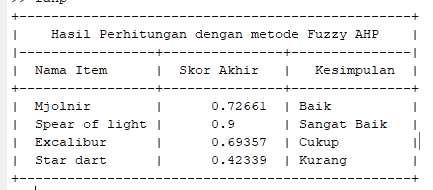 Hasil Perhitungan dengan metode Fuzzy AHP
Nama Item | Skor Akhir | Kesimpulan
Mjolnir | 0.72661 | Baik
Spear of light | 0.9 | Sangat Baik
Excalibur | 0.69357 | Cukup
Star dart | 0.42339 | Kurang